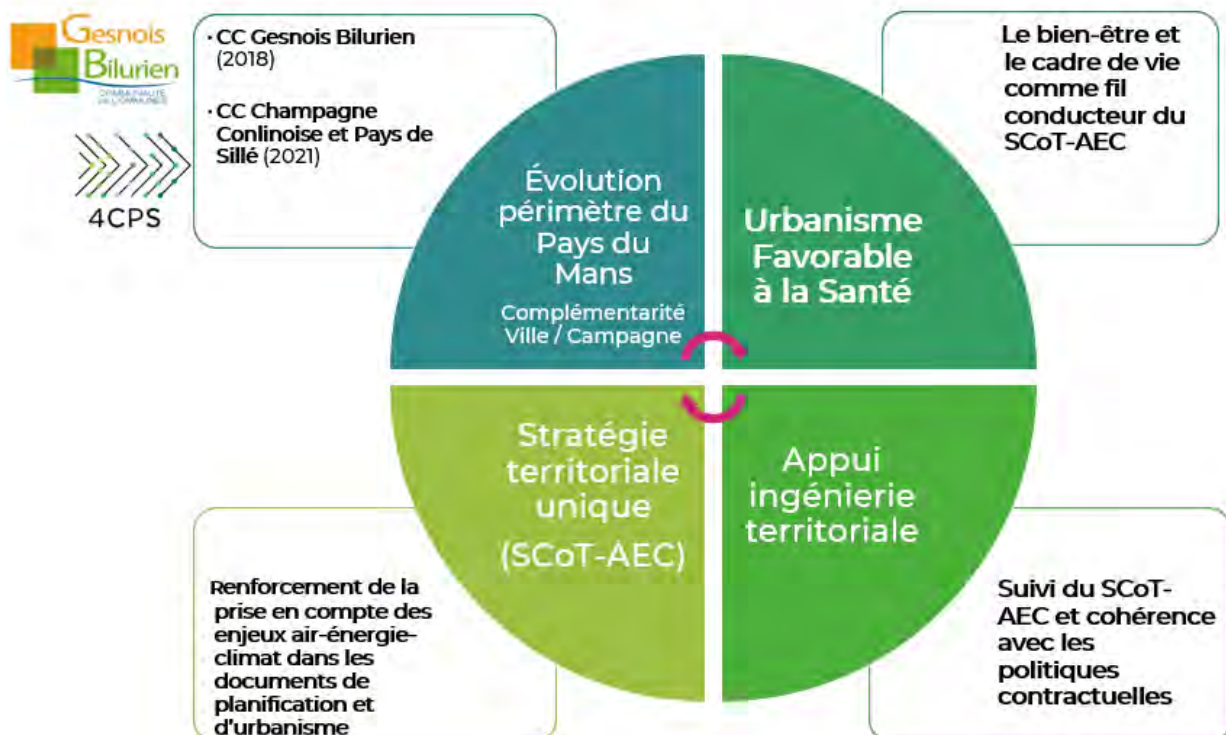 Gesnois
Bilurien
COMMUNAUTÉ
DE COMMUNES
4CPS
· CC Gesnois Bilurien
(2018)
· CC Champagne
Conlinoise et Pays de
Sillé (2021)
Évolution
périmètre du
Pays du
Mans
Complémentarité
Ville / Campagne
Urbanisme
Favorable
à la Santé
Le bien-être et
le cadre de vie
comme fil
conducteur du
SCoT-AEC
Stratégie
territoriale
unique
(SCoT-AEC)
Renforcement de la
prise en compte des
enjeux air-énergie-
climat dans les
documents de
planification et
d'urbanisme
Appui
ingénierie
territoriale
Suivi du SCoT-
AEC et cohérence
avec les
politiques
contractuelles